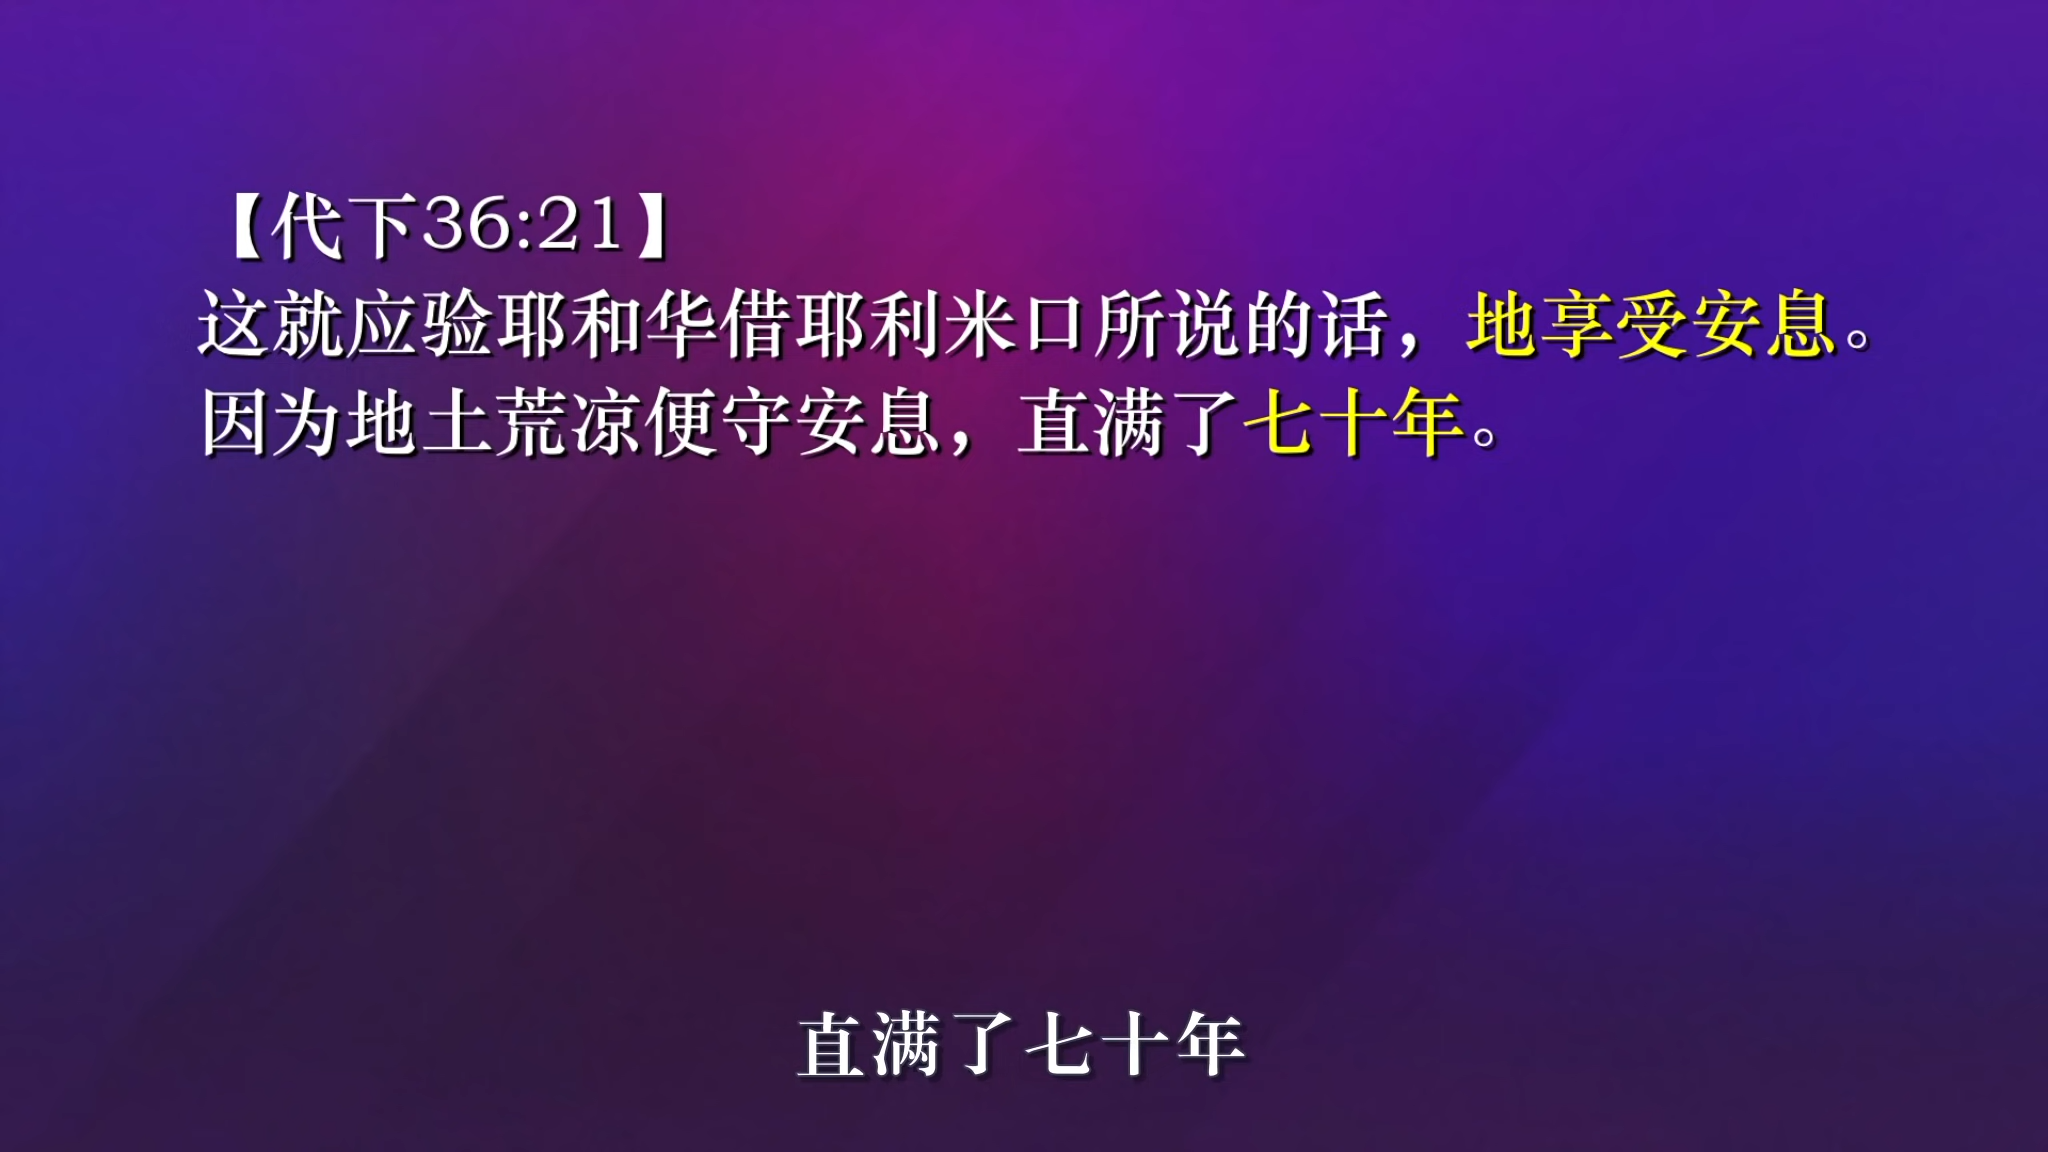 【代下36:21】
这就应验耶和华借耶利米口所说的话，地享受安息。
因为地土荒凉便守安息，直满了七十年。
直满了七十年